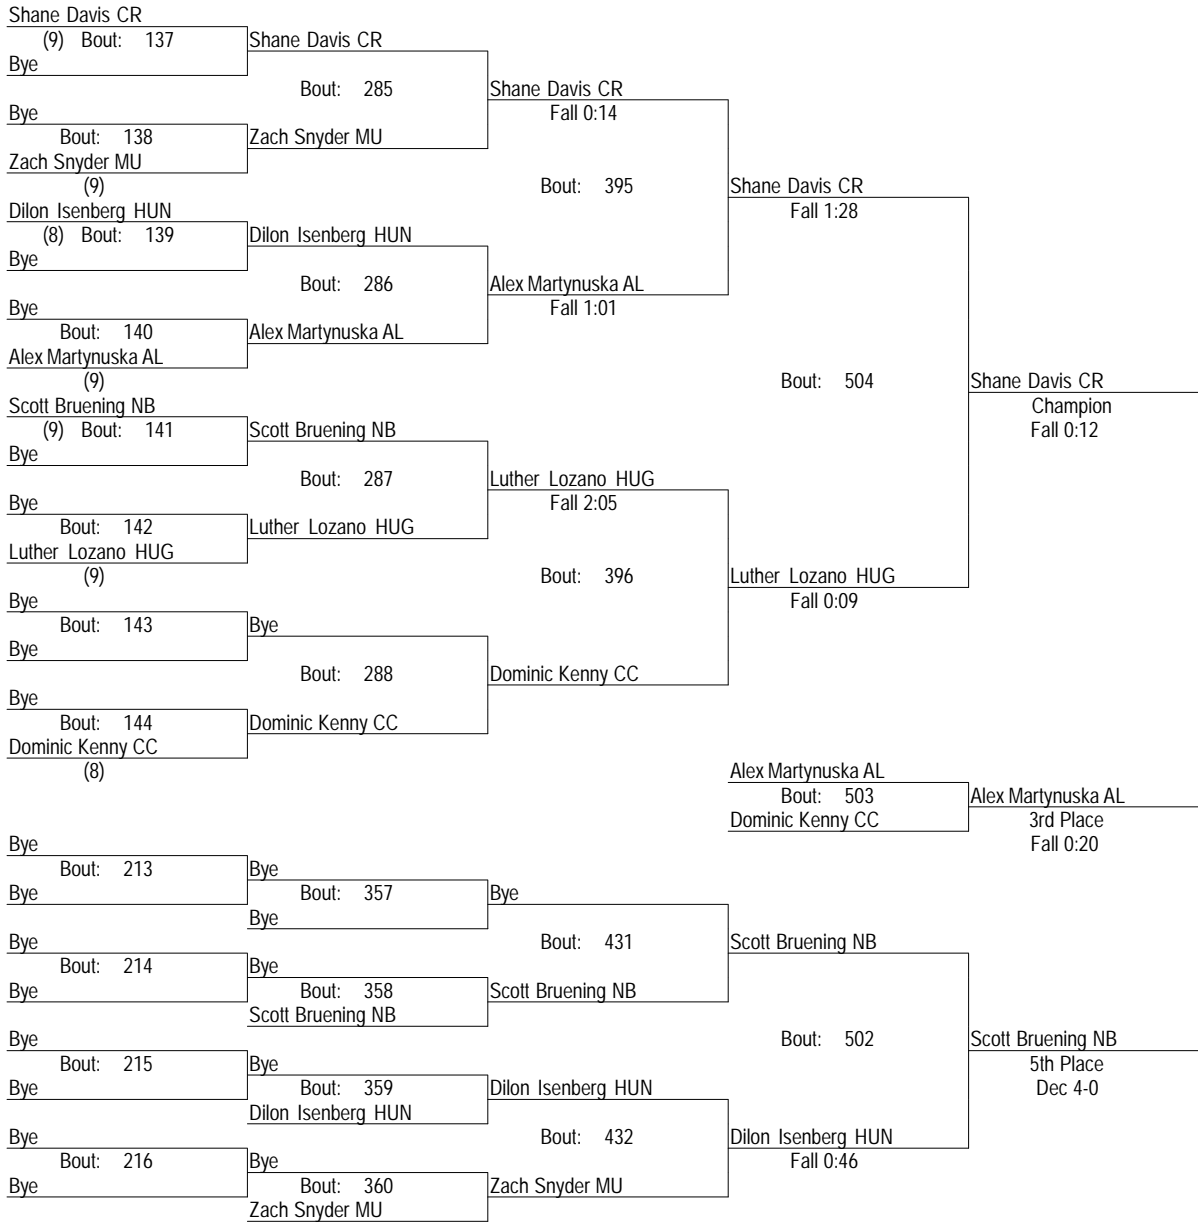 Shane Davis CR
(9) Bout: 137
Shane Davis CR
Bye
Bout: 285
Shane Davis CR
Bye
Fall 0:14
Bout: 138
Zach Snyder MU
Zach Snyder MU
(9)
Bout: 395
Shane Davis CR
Dilon Isenberg HUN
Fall 1:28
(8) Bout: 139
Dilon Isenberg HUN
Bye
Bout: 286
Alex Martynuska AL
Bye
Fall 1:01
Bout: 140
Alex Martynuska AL
Alex Martynuska AL
(9)
Bout: 504
Shane Davis CR
Scott Bruening NB
Champion
(9) Bout: 141
Scott Bruening NB
Fall 0:12
Bye
Bout: 287
Luther Lozano HUG
Bye
Fall 2:05
Bout: 142
Luther Lozano HUG
Luther Lozano HUG
(9)
Bout: 396
Luther Lozano HUG
Bye
Fall 0:09
Bout: 143
Bye
Bye
Bout: 288
Dominic Kenny CC
Bye
Bout: 144
Dominic Kenny CC
Dominic Kenny CC
(8)
Alex Martynuska AL
Bout: 503
Alex Martynuska AL
Dominic Kenny CC
3rd Place
Fall 0:20
Bye
Bout: 213
Bye
Bye
Bout: 357
Bye
Bye
Bye
Bout: 431
Scott Bruening NB
Bout: 214
Bye
Bye
Bout: 358
Scott Bruening NB
Scott Bruening NB
Bye
Bout: 502
Scott Bruening NB
Bout: 215
Bye
5th Place
Bye
Bout: 359
Dilon Isenberg HUN
Dec 4-0
Dilon Isenberg HUN
Bye
Bout: 432
Dilon Isenberg HUN
Bout: 216
Bye
Fall 0:46
Bye
Bout: 360
Zach Snyder MU
Zach Snyder MU